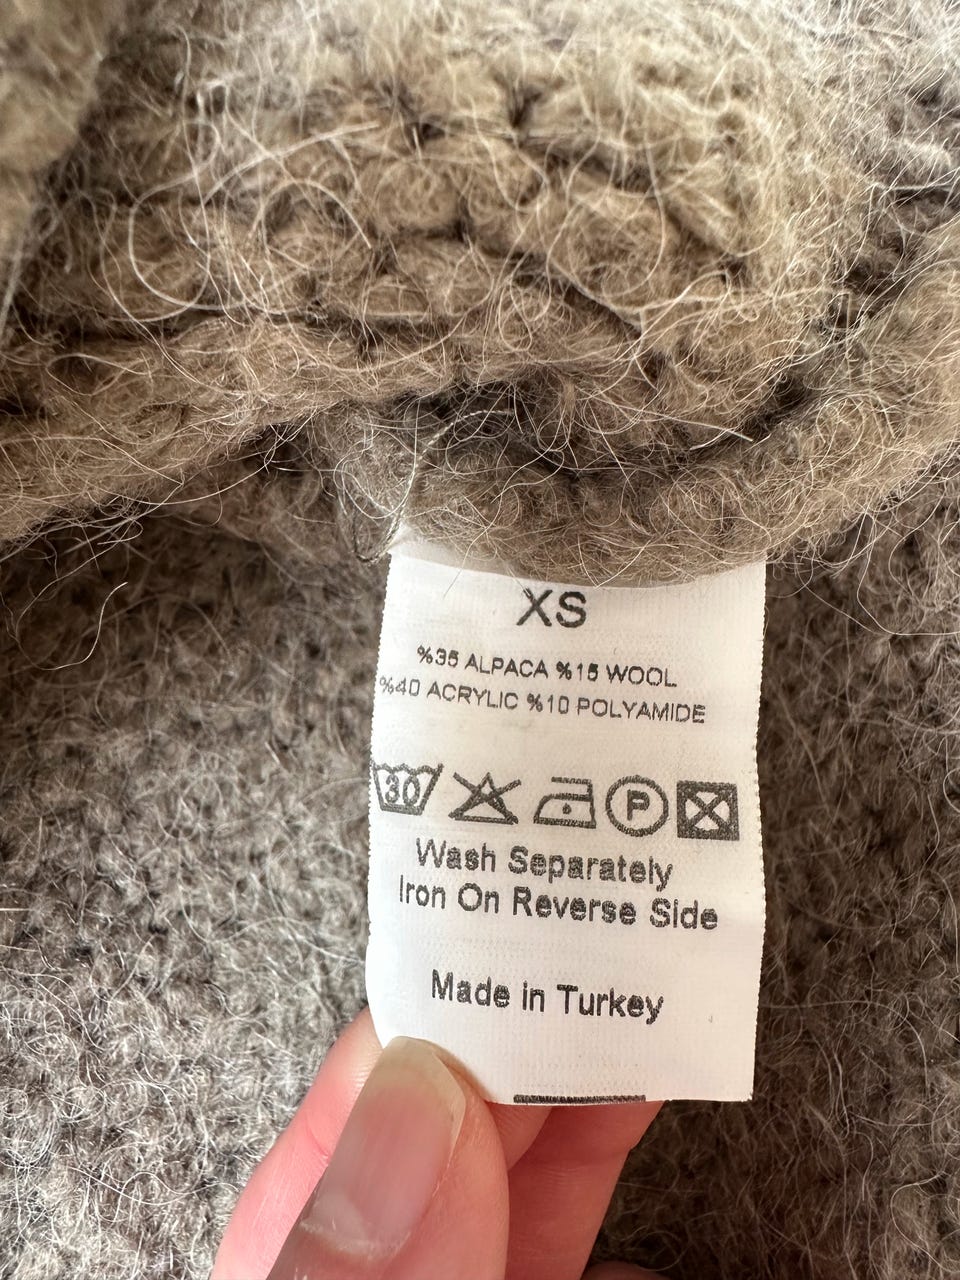 XS
%35 ALPACA %15 WOOL
%40 ACRYLIC %10 POLYAMIDE
30 P
Wash Separately
Iron On Reverse Side
Made in Turkey